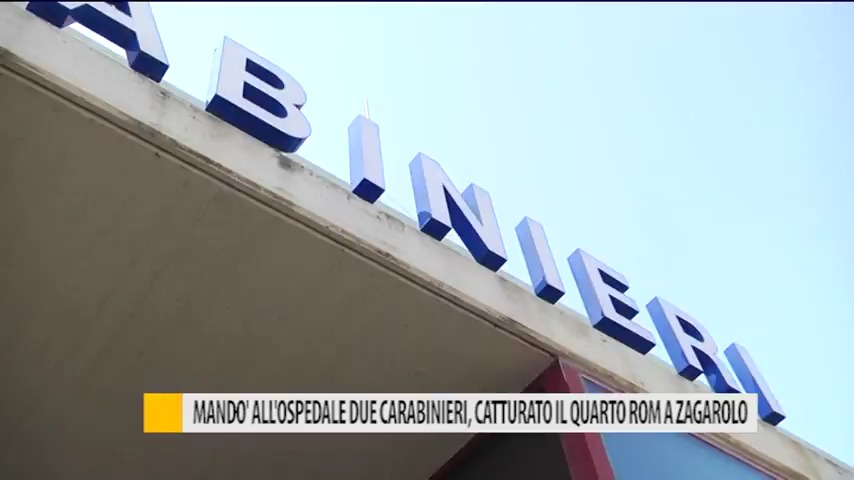 ABINIERI
MANDO' ALL'OSPEDALE DUE CARABINIERI, CATTURATO IL QUARTO ROM A ZAGAROLO